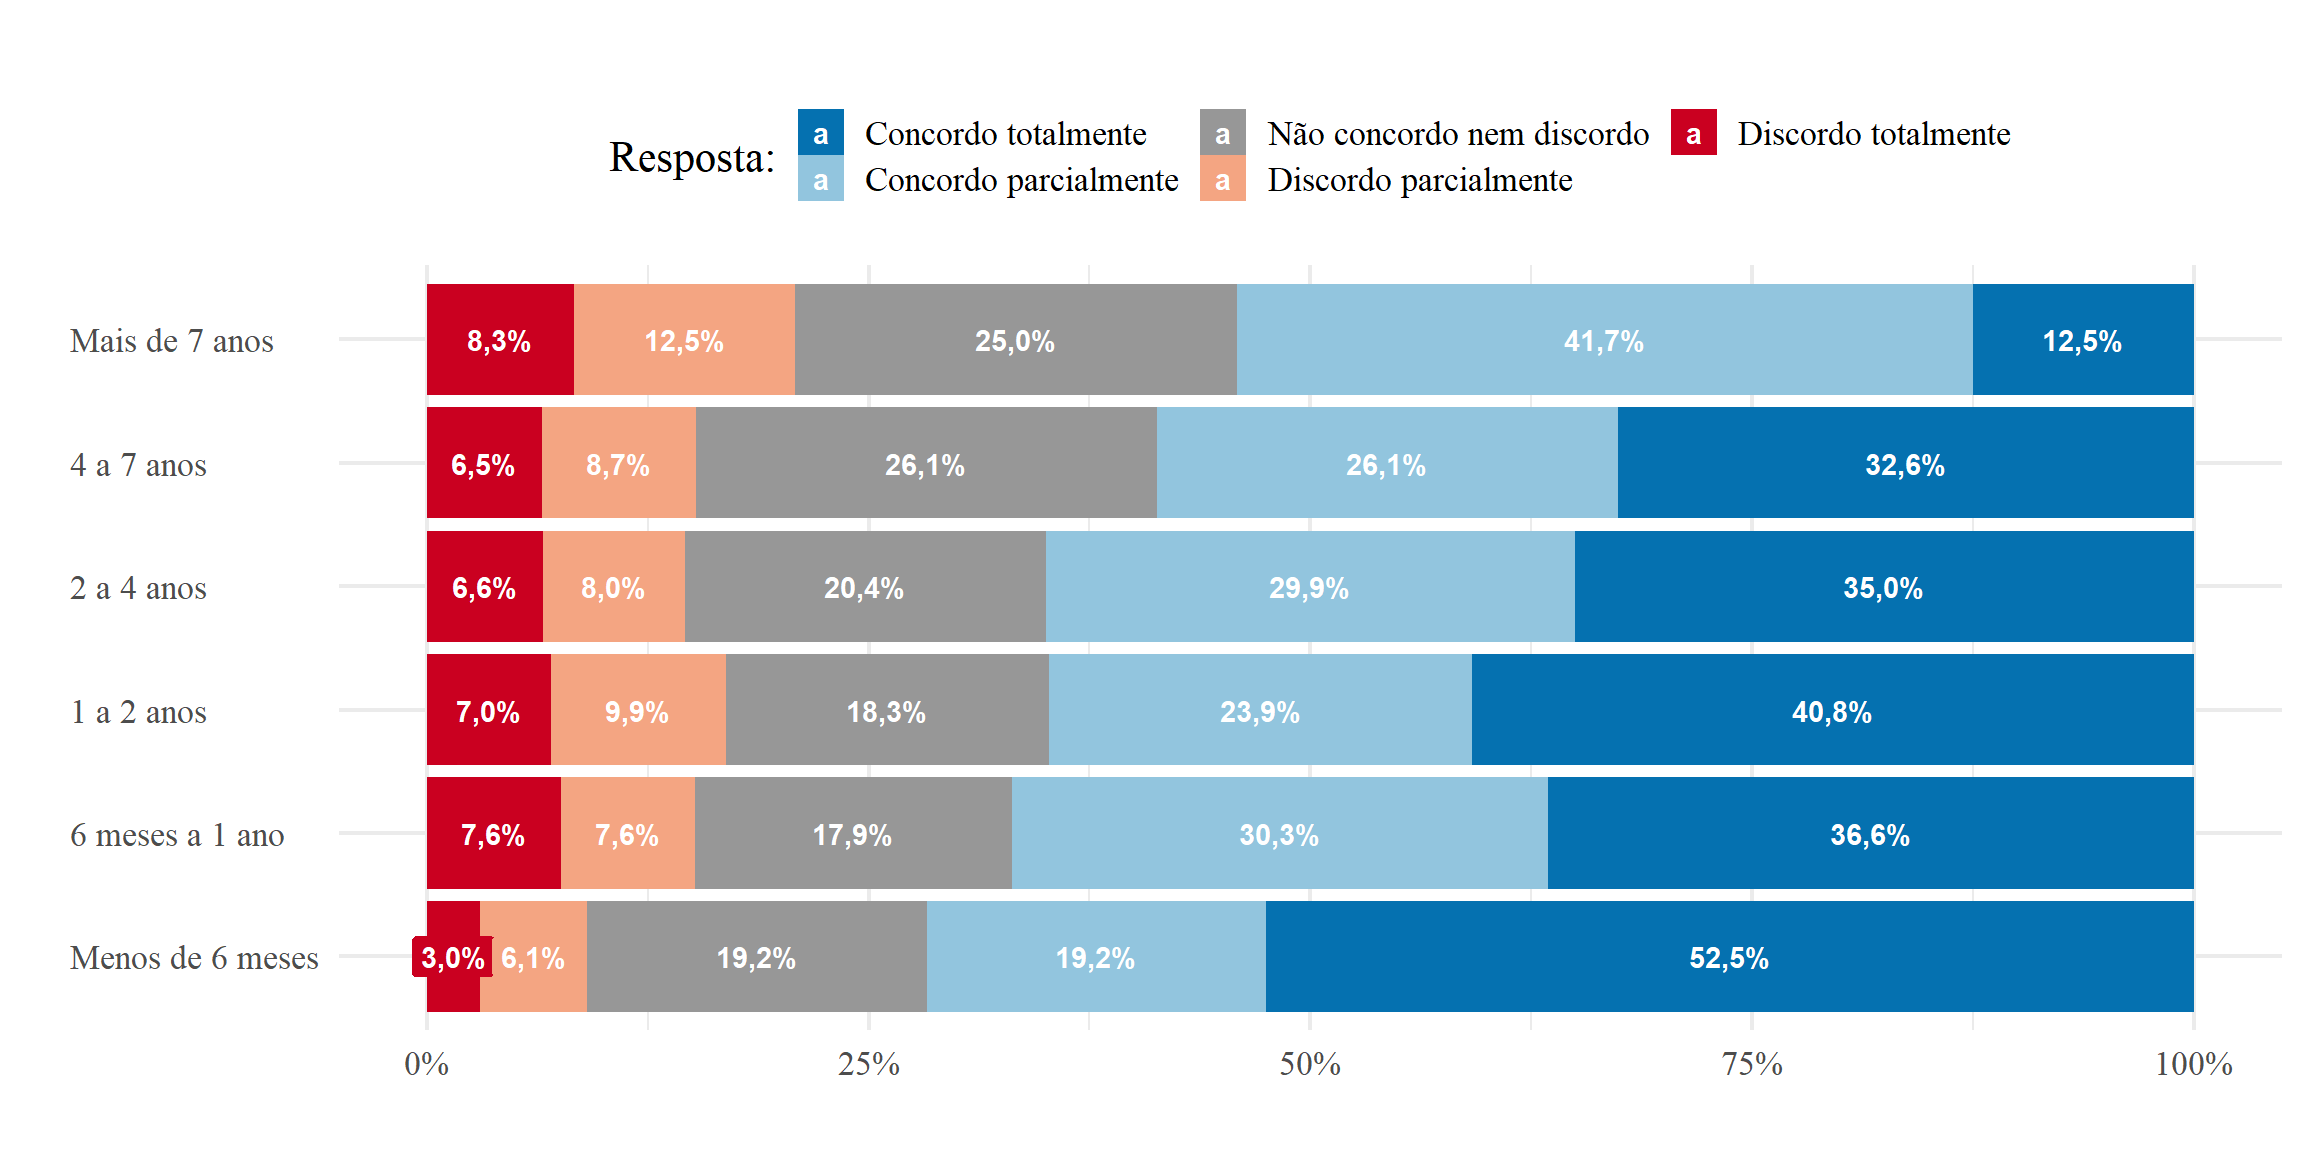 Resposta:
a Concordo totalmente a Não concordo nem discordo a Discordo totalmente
a Concordo parcialmente a Discordo parcialmente
Mais de 7 anos 8,3% 12,5% 25,0% 41,7% 12,5%
4 a 7 anos 6,5% 8,7% 26,1% 26,1% 32,6%
2 a 4 anos 6,6% 8,0% 20,4% 29,9% 35,0%
1 a 2 anos 7,0% 9,9% 18,3% 23,9% 40,8%
6 meses a 1 ano 7,6% 7,6% 17,9% 30,3% 36,6%
Menos de 6 meses 3,0% 6,1% 19,2% 19,2% 52,5%
0% 25% 50% 75% 100%